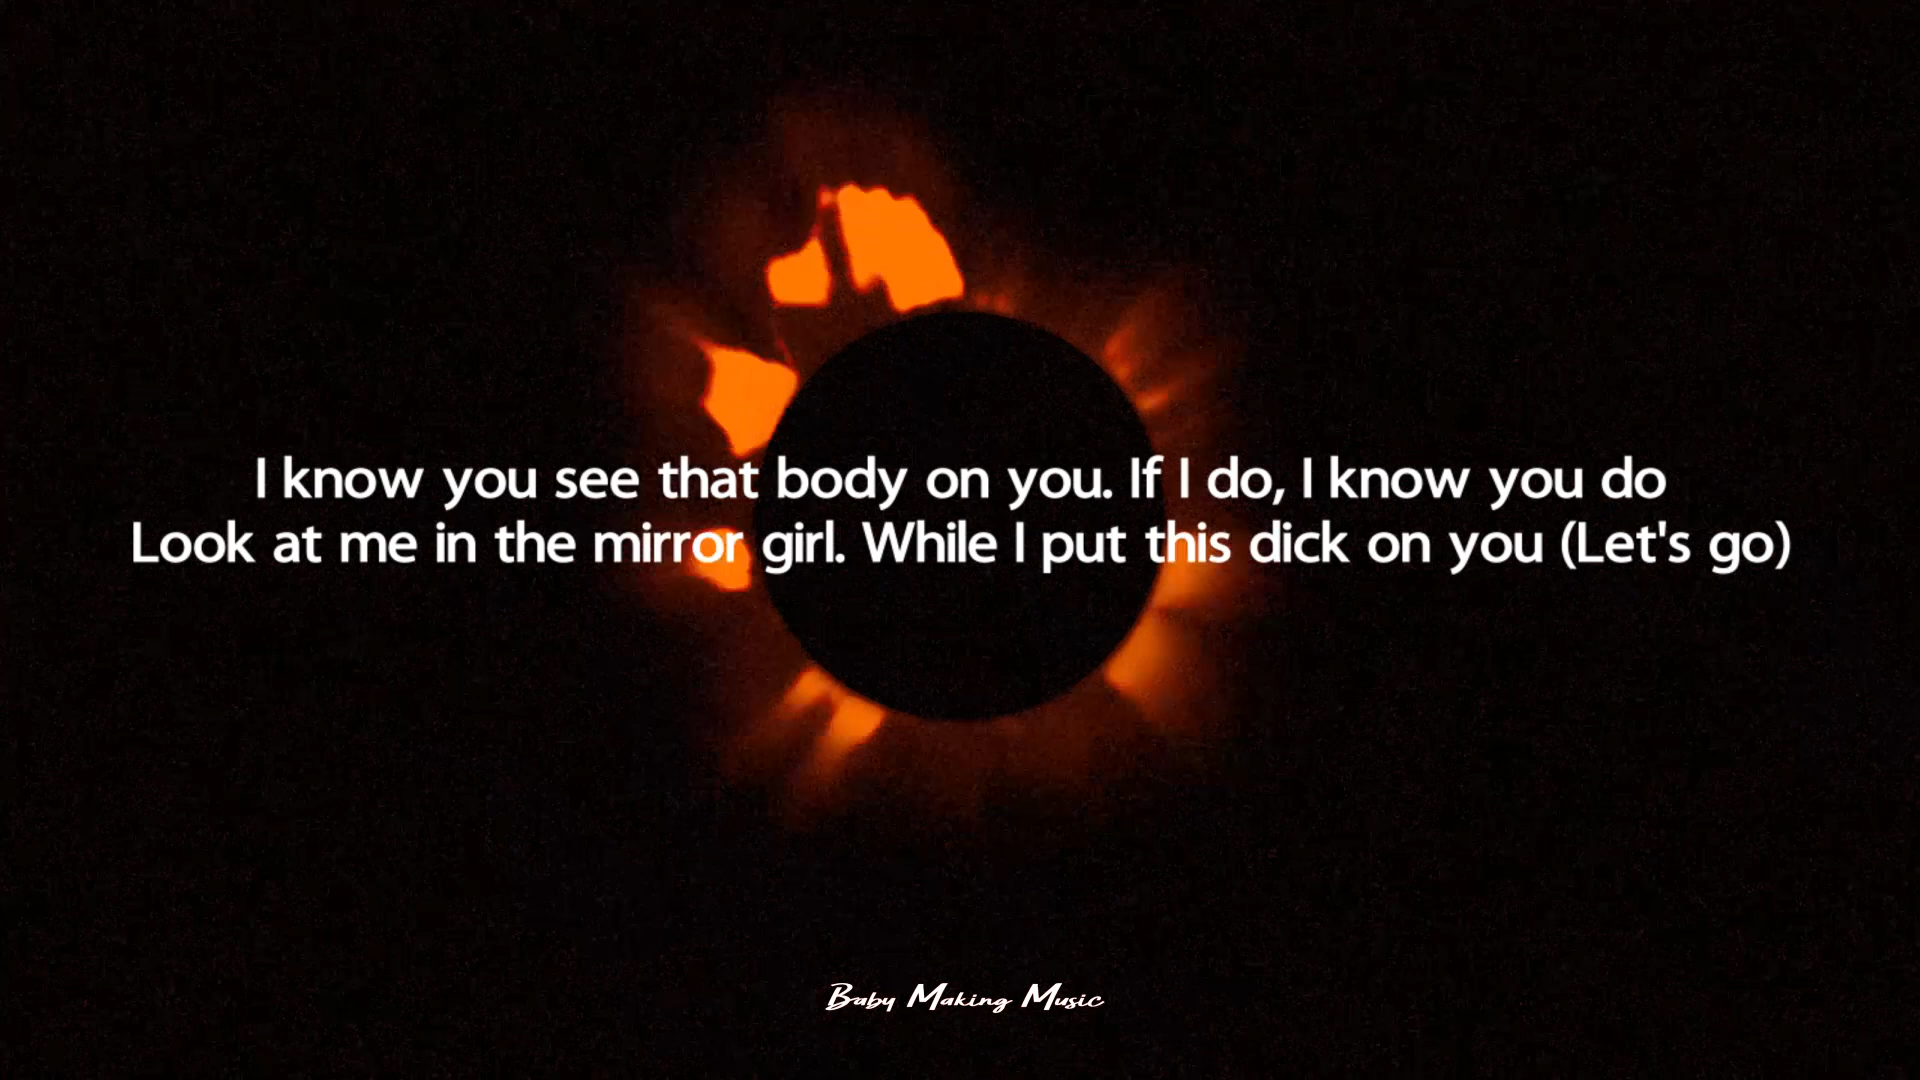 I know you see that body on you. If I do, I know you do
Look at me in the mirror girl. While I put this dick on you (Let's go)
Baby Making Music